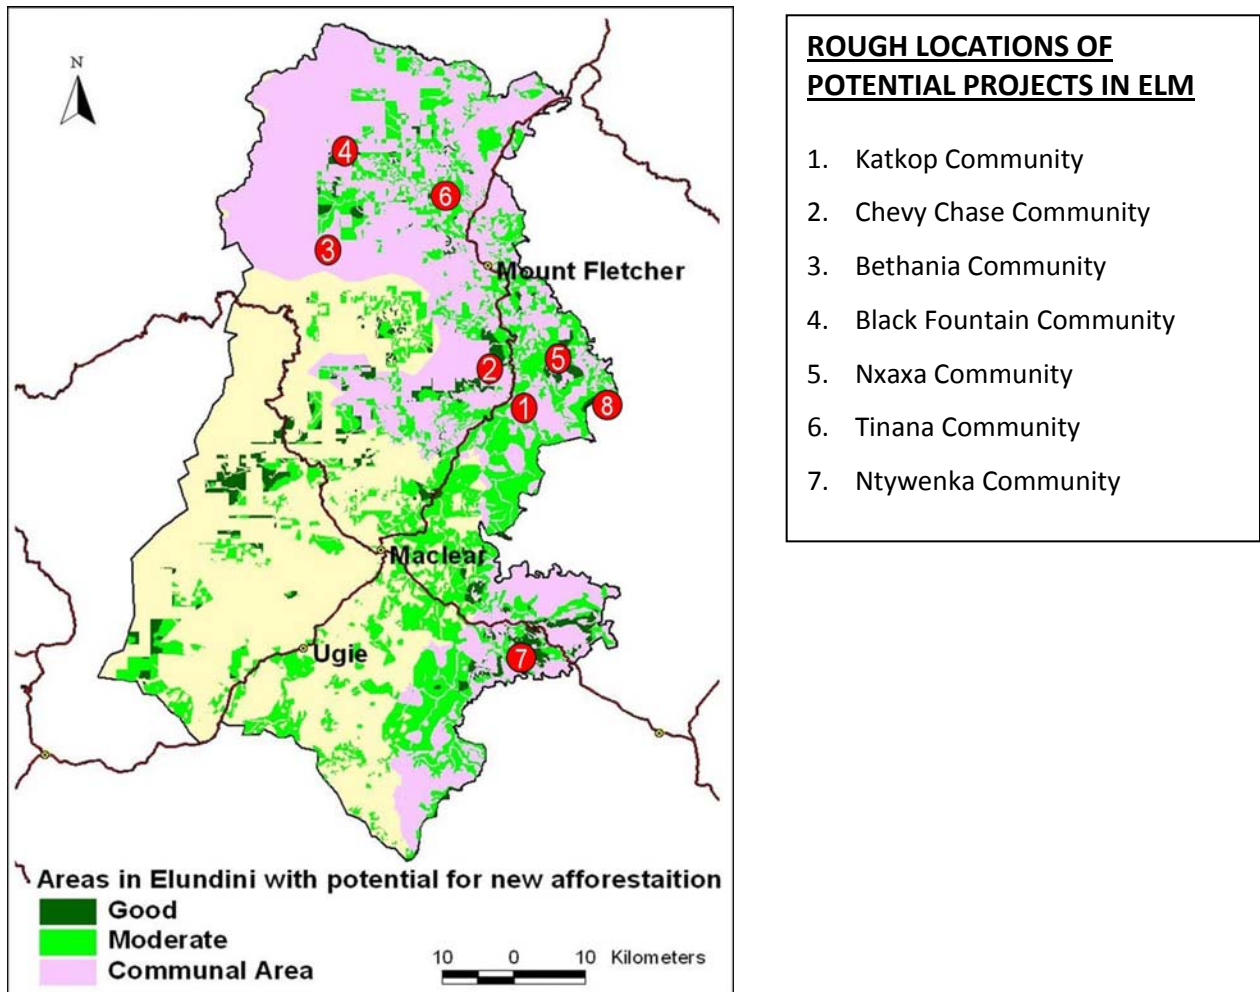 N
4
6
3
Mount Fletcher
2
5
1
8
Maclear
Ugie
7
Areas in Elundini with potential for new afforestaition
Good
Moderate
Communal Area
10 0 10 Kilometers
ROUGH LOCATIONS OF
POTENTIAL PROJECTS IN ELM
1. Katkop Community
2. Chevy Chase Community
3. Bethania Community
4. Black Fountain Community
5. Nxaxa Community
6. Tinana Community
7. Ntywenka Community